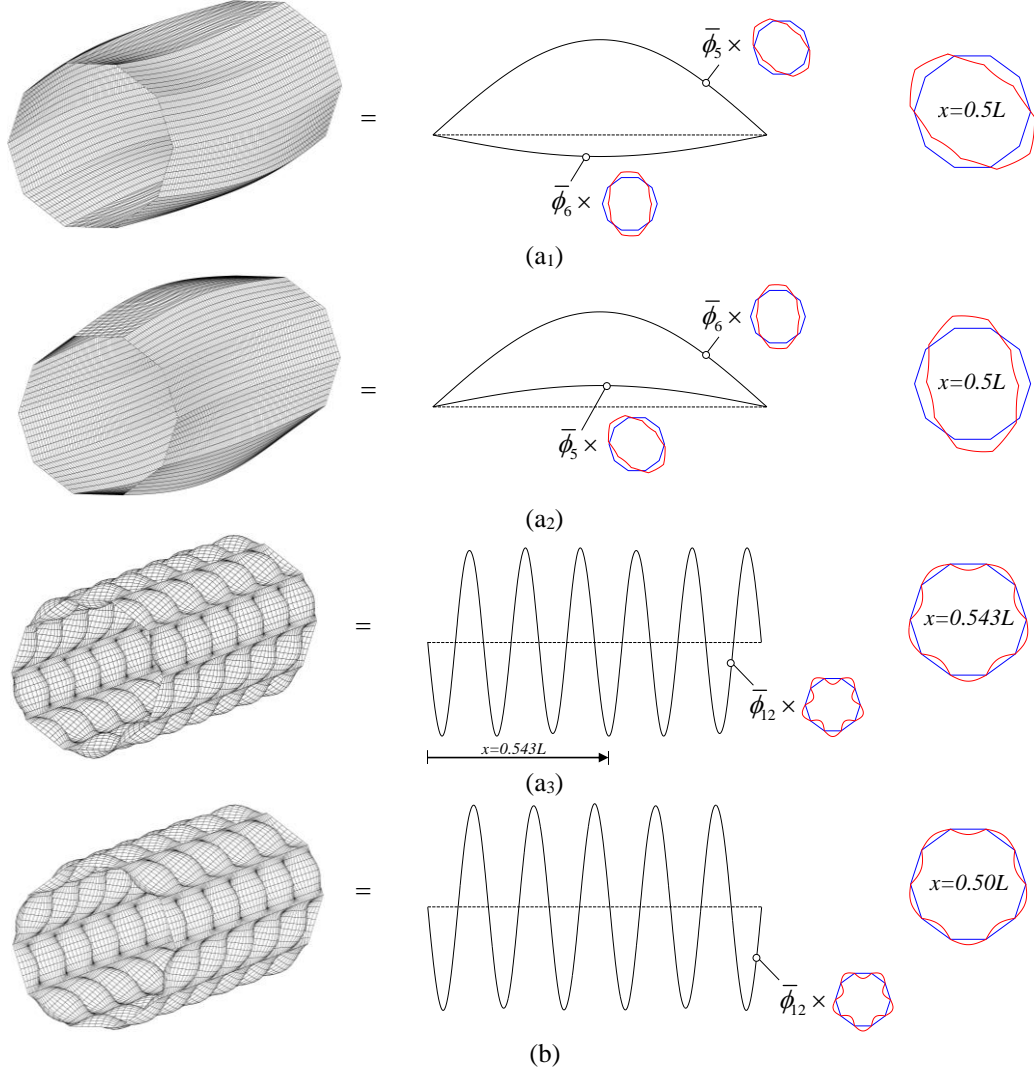 =
ϕ̅₅ ×
x=0.5L
ϕ̅₆ ×
(a₁)
=
ϕ̅₆ ×
x=0.5L
ϕ̅₅ ×
(a₂)
=
x=0.543L
ϕ̅₁₂ ×
x=0.543L
(a₃)
=
x=0.50L
ϕ̅₁₂ ×
(b)